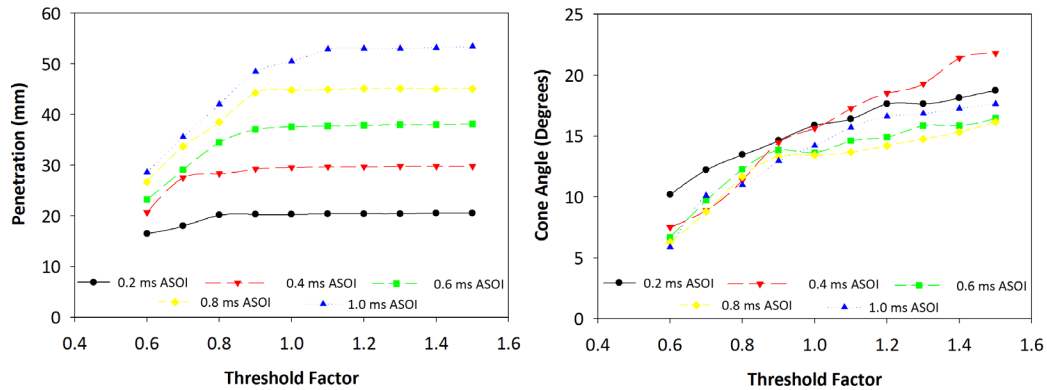 Penetration (mm)
60
50
40
30
20
10
0
0.2 ms ASOI
0.4 ms ASOI
0.6 ms ASOI
0.8 ms ASOI
1.0 ms ASOI
0.4 0.6 0.8 1.0 1.2 1.4 1.6
Threshold Factor
Cone Angle (Degrees)
25
20
15
10
5
0
0.2 ms ASOI
0.4 ms ASOI
0.6 ms ASOI
0.8 ms ASOI
1.0 ms ASOI
0.4 0.6 0.8 1.0 1.2 1.4 1.6
Threshold Factor